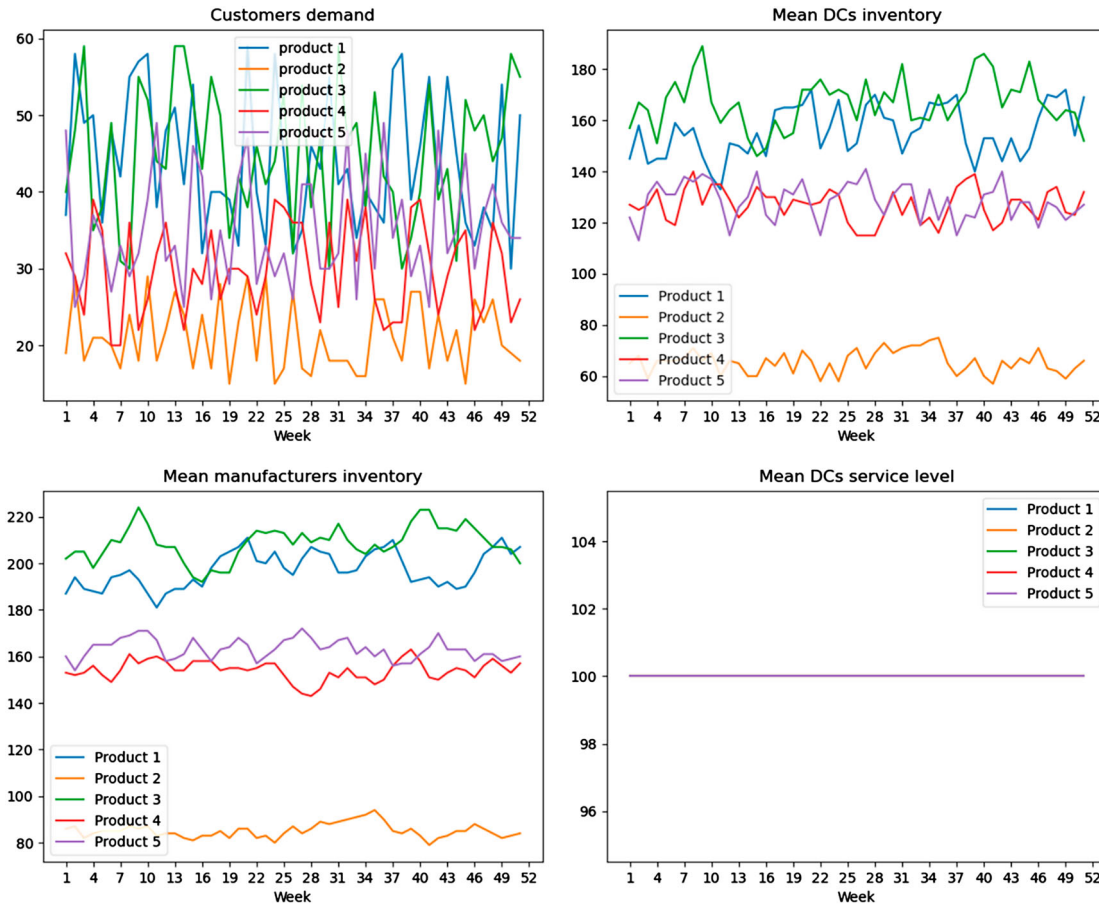 Customers demand
60
50
40
30
20
product 1
product 2
product 3
product 4
product 5
1 4 7 10 13 16 19 22 25 28 31 34 37 40 43 46 49 52
Week
Mean DCs inventory
180
160
140
120
100
80
60
Product 1
Product 2
Product 3
Product 4
Product 5
1 4 7 10 13 16 19 22 25 28 31 34 37 40 43 46 49 52
Week
Mean manufacturers inventory
220
200
180
160
140
120
100
80
Product 1
Product 2
Product 3
Product 4
Product 5
1 4 7 10 13 16 19 22 25 28 31 34 37 40 43 46 49 52
Week
Mean DCs service level
104
102
100
98
96
Product 1
Product 2
Product 3
Product 4
Product 5
1 4 7 10 13 16 19 22 25 28 31 34 37 40 43 46 49 52
Week